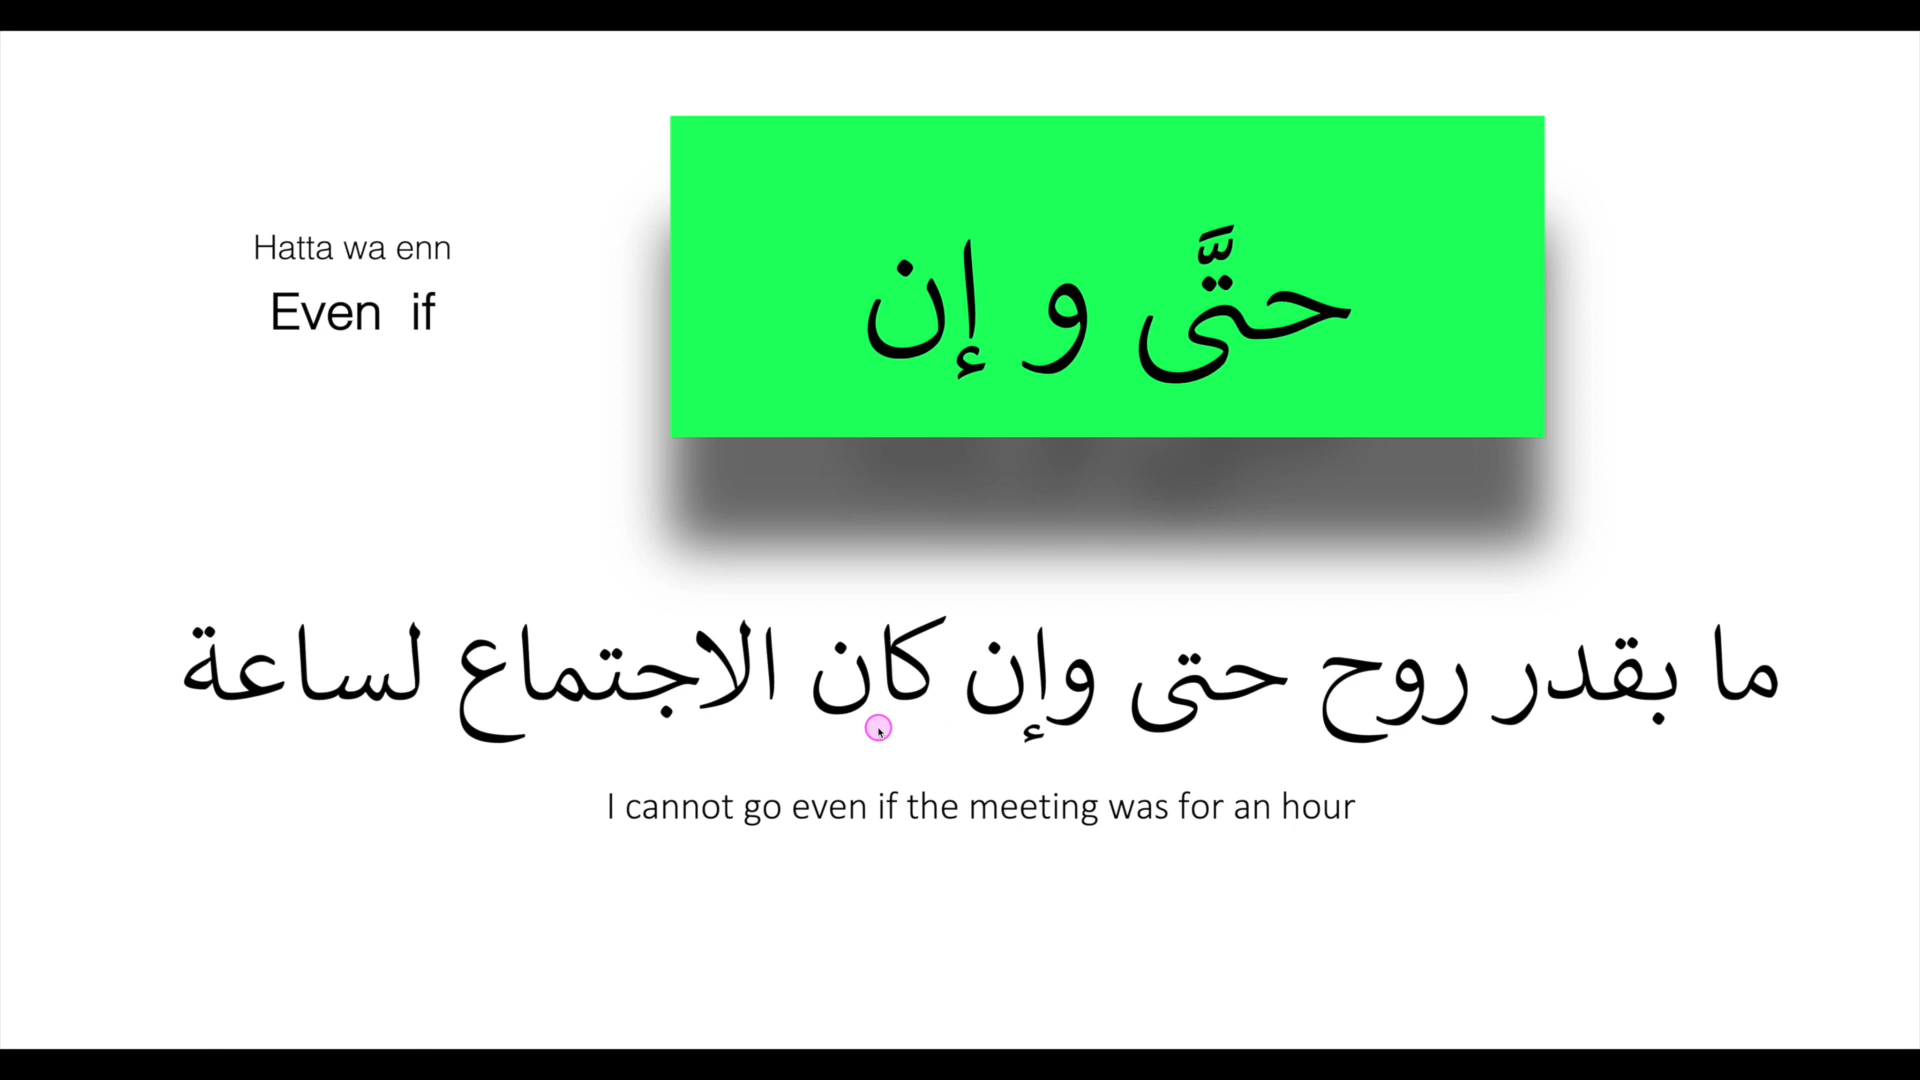 Hatta wa enn
Even if
حتَّى و إن
ما بقدر روح حتى وإن كان الاجتماع لساعة
I cannot go even if the meeting was for an hour